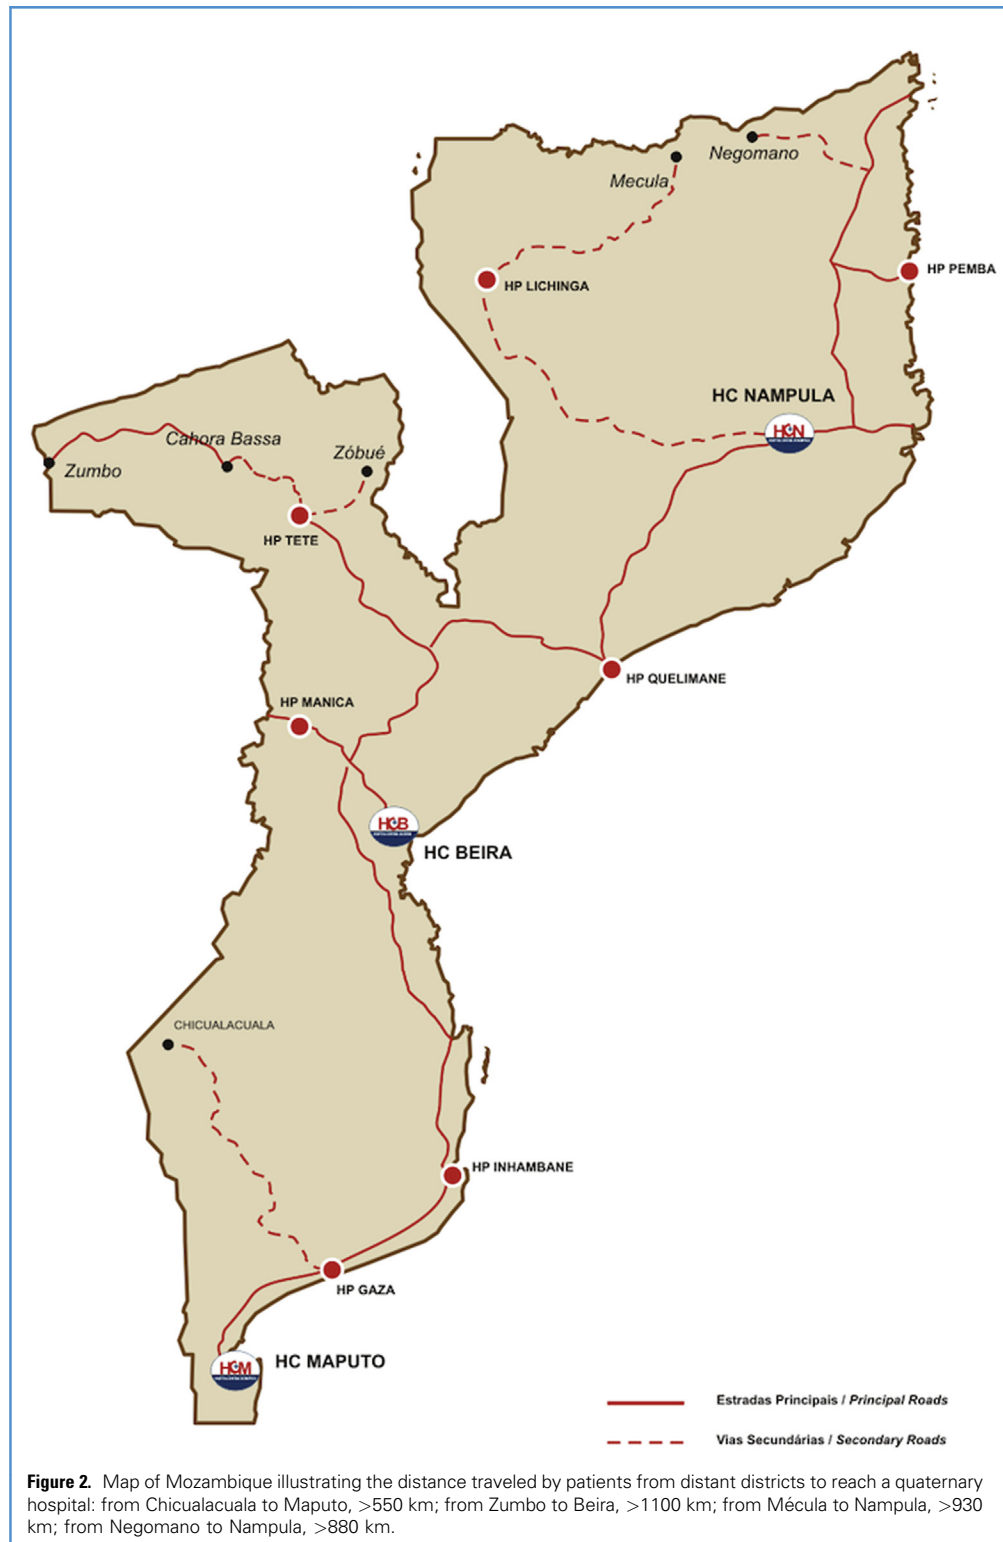 Negomano
Mecula
HP PEMBA
HP LICHINGA
HC NAMPULA
HCN
Cahora Bassa
Zóbué
Zumbo
HP TETE
HP QUELIMANE
HP MANICA
HCB
HC BEIRA
CHICUALACUALA
HP INHAMBANE
HP GAZA
HC MAPUTO
HCM
Estradas Principais / Principal Roads
Vias Secundárias / Secondary Roads
Figure 2. Map of Mozambique illustrating the distance traveled by patients from distant districts to reach a quaternary
hospital: from Chicualacuala to Maputo, >550 km; from Zumbo to Beira, >1100 km; from Mécula to Nampula, >930
km; from Negomano to Nampula, >880 km.